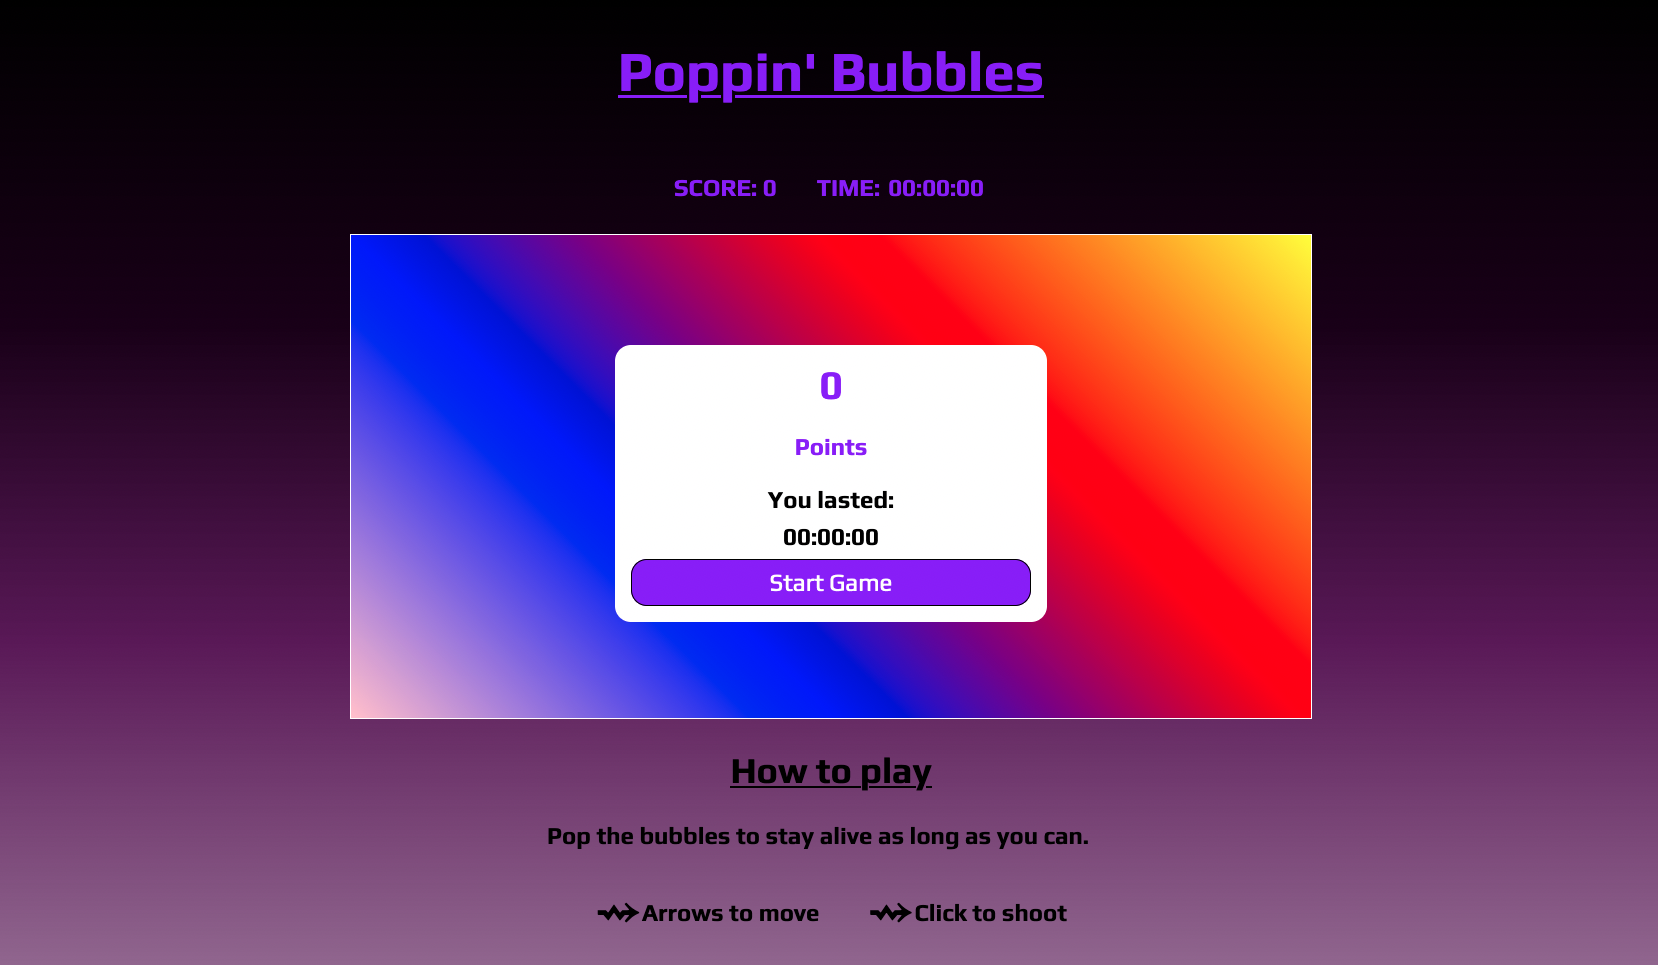 Poppin' Bubbles
SCORE: 0 TIME: 00:00:00
0
Points
You lasted:
00:00:00
Start Game
How to play
Pop the bubbles to stay alive as long as you can.
Arrows to move Click to shoot